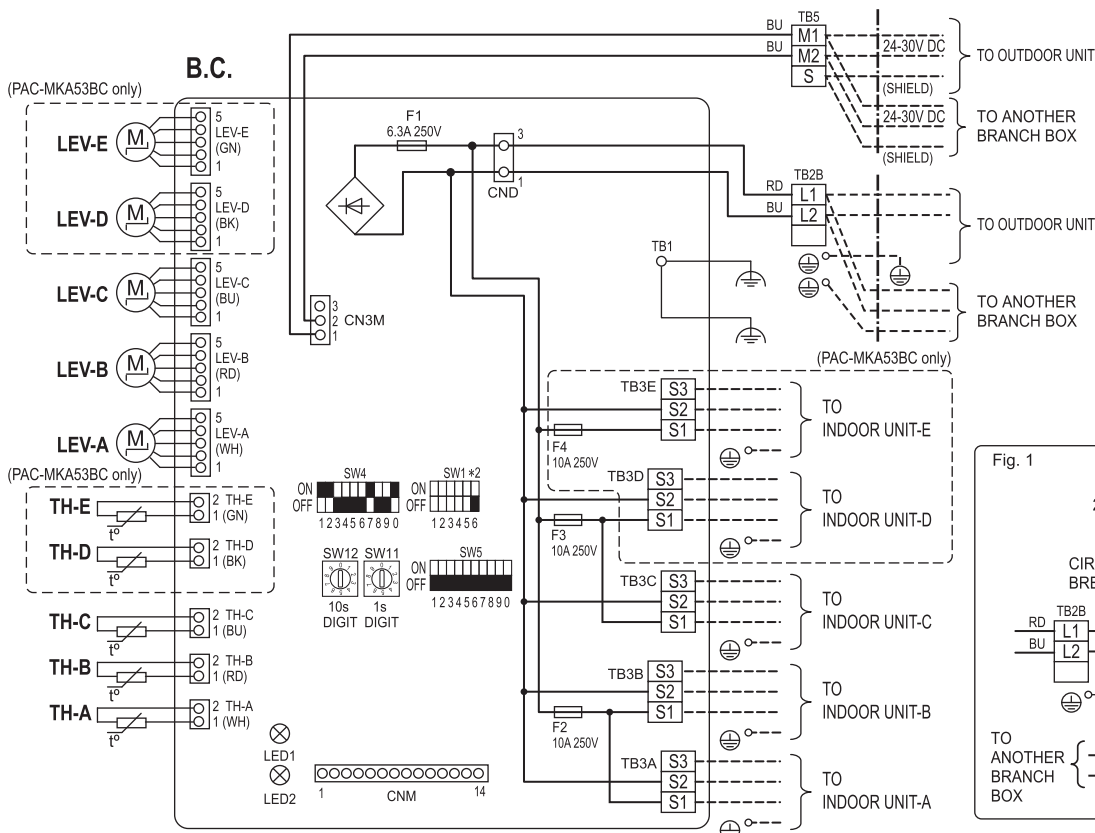 B.C.
(PAC-MKA53BC only)
LEV-E
M
5
LEV-E
(GN)
1
LEV-D
M
5
LEV-D
(BK)
1
LEV-C
M
5
LEV-C
(BU)
1
LEV-B
M
5
LEV-B
(RD)
1
LEV-A
M
5
LEV-A
(WH)
1
(PAC-MKA53BC only)
TH-E
t°
2 TH-E
1 (GN)
TH-D
t°
2 TH-D
1 (BK)
TH-C
t°
2 TH-C
1 (BU)
TH-B
t°
2 TH-B
1 (RD)
TH-A
t°
2 TH-A
1 (WH)
F1
6.3A 250V
3
1
CND
3
2 CN3M
1
TB1
SW4
ON
OFF
1234567890
SW1 *2
ON
OFF
123456
SW12
10s
DIGIT
SW11
1s
DIGIT
SW5
ON
OFF
1234567890
LED1
LED2
1
CNM
14
BU
BU
TB5
M1
M2
S
24-30V DC
(SHIELD)
TO OUTDOOR UNIT
24-30V DC
(SHIELD)
TO ANOTHER
BRANCH BOX
RD
BU
TB2B
L1
L2
TO OUTDOOR UNIT
TO ANOTHER
BRANCH BOX
(PAC-MKA53BC only)
TB3E
S3
S2
S1
F4
10A 250V
TO
INDOOR UNIT-E
TB3D
S3
S2
S1
F3
10A 250V
TO
INDOOR UNIT-D
TB3C
S3
S2
S1
TO
INDOOR UNIT-C
TB3B
S3
S2
S1
F2
10A 250V
TO
INDOOR UNIT-B
TB3A
S3
S2
S1
TO
INDOOR UNIT-A
Fig. 1
2
CIR
BRE
TB2B
RD
L1
BU
L2
TO
ANOTHER
BRANCH
BOX